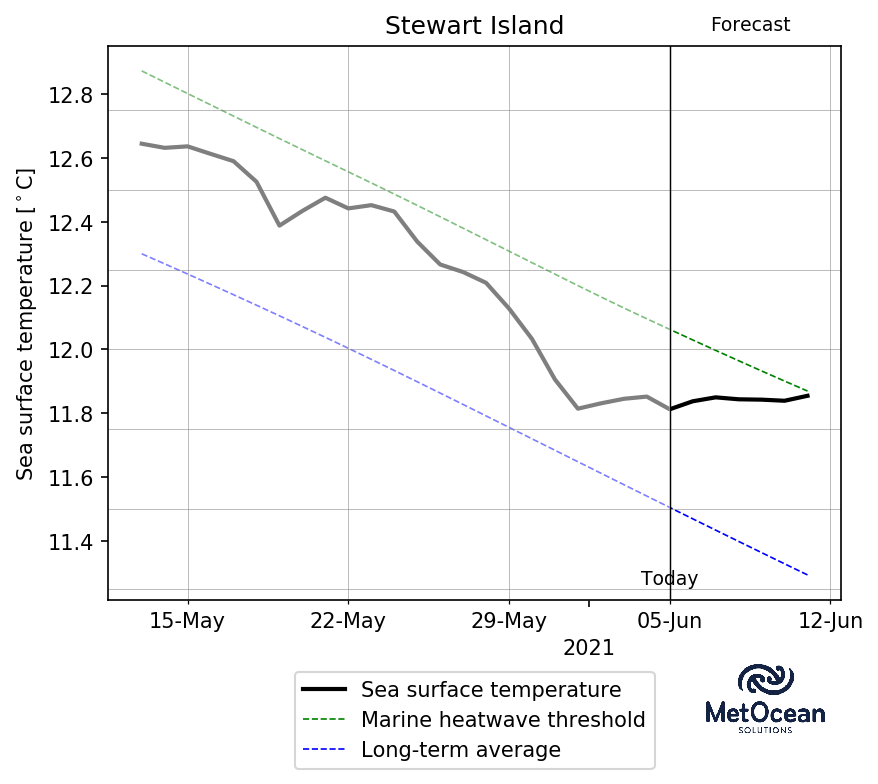 Stewart Island
Forecast
Sea surface temperature [°C]
12.8
12.6
12.4
12.2
12.0
11.8
11.6
11.4
Today
15-May
22-May
29-May
05-Jun
12-Jun
2021
Sea surface temperature
Marine heatwave threshold
Long-term average
MetOcean
SOLUTIONS